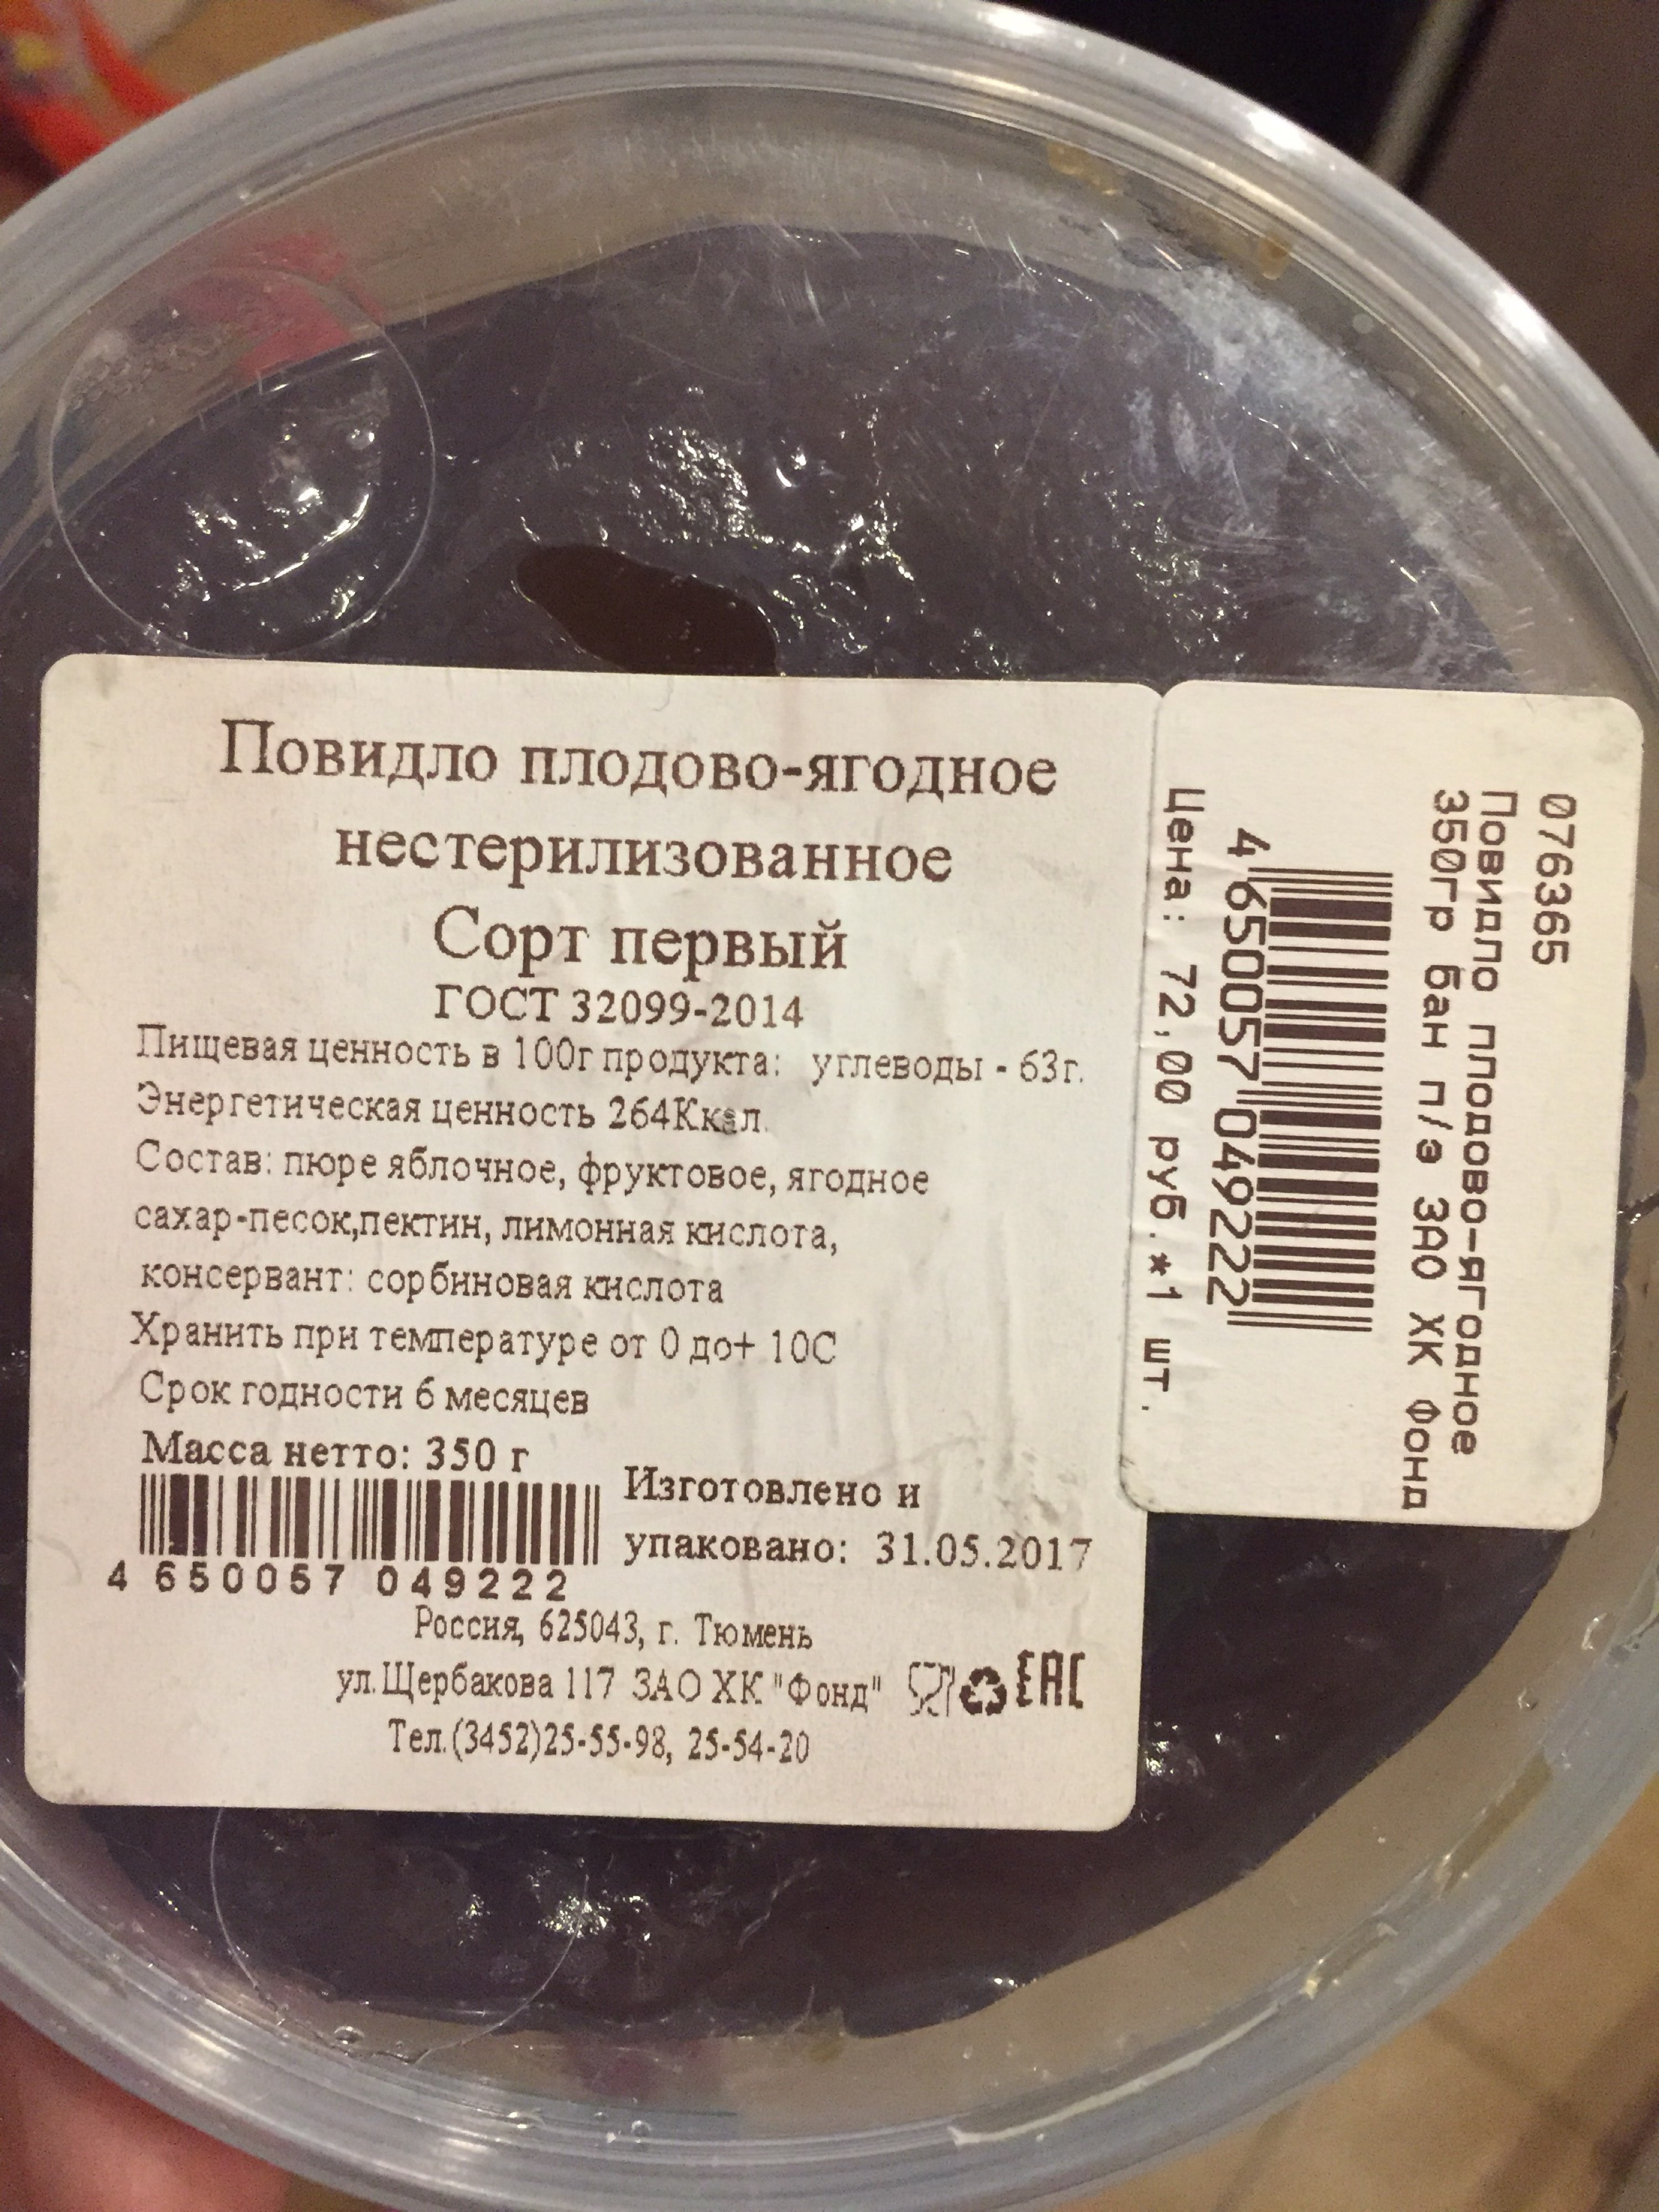 Повидло плодово-ягодное
нестерилизованное
Сорт первый
ГОСТ 32099-2014
Пищевая ценность в 100г продукта: углеводы - 63г.
Энергетическая ценность 264Ккал.
Состав: пюре яблочное, фруктовое, ягодное
сахар-песок,пектин, лимонная кислота,
консервант: сорбиновая кислота
Хранить при температуре от 0 до+ 10С
Срок годности 6 месяцев
Масса нетто: 350 г
Изготовлено и
упаковано: 31.05.2017
4 650057 049222
Россия, 625043, г. Тюмень
ул.Щербакова 117 ЗАО ХК "Фонд"
EAC
Тел.(3452)25-55-98, 25-54-20
076365
Повидло плодово-ягодное
350гр бан п/э ЗАО ХК Фонд
4 650057 049222
Цена: 72,00 руб.*1 шт.